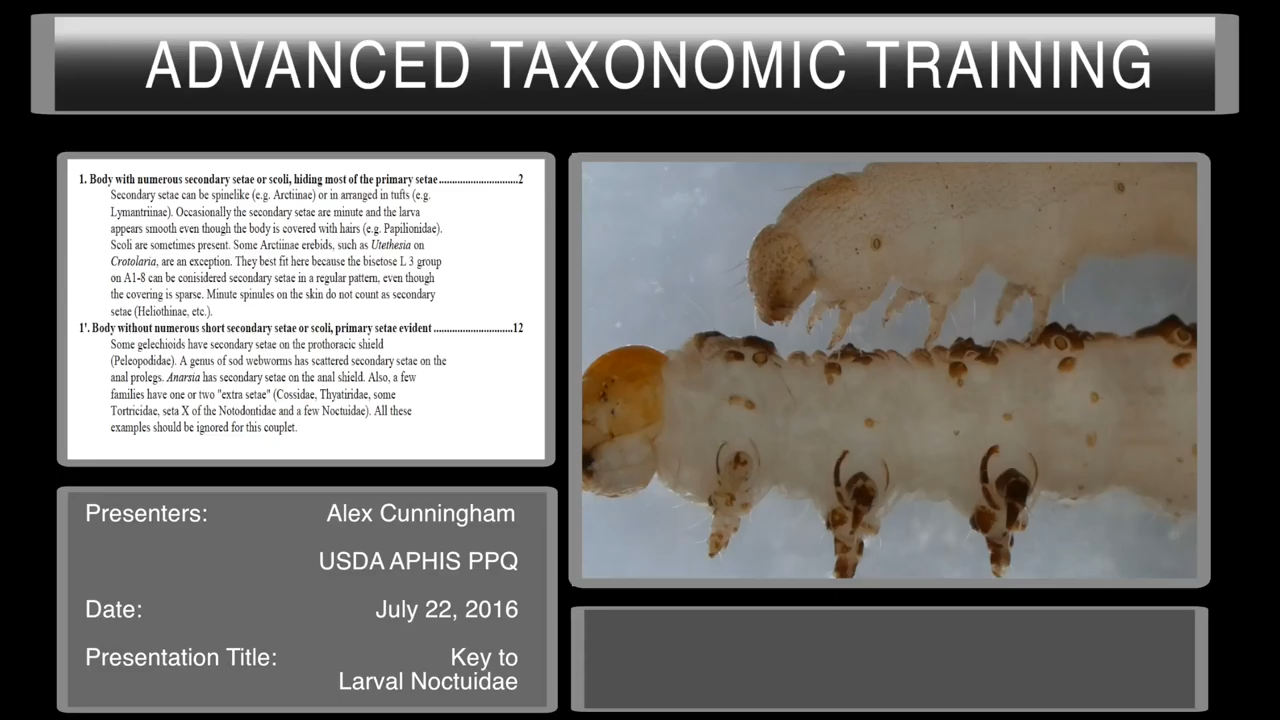 ADVANCED TAXONOMIC TRAINING
1. Body with numerous secondary setae or scoli, hiding most of the primary setae ..............................2
Secondary setae can be spinelike (e.g. Arctiinae) or in arranged in tufts (e.g.
Lymantriinae). Occasionally the secondary setae are minute and the larva
appears smooth even though the body is covered with hairs (e.g. Papilionidae).
Scoli are sometimes present. Some Arctiinae erebids, such as Utethesia on
Crotolaria, are an exception. They best fit here because the bisetose L 3 group
on A1-8 can be conisidered secondary setae in a regular pattern, even though
the covering is sparse. Minute spinules on the skin do not count as secondary
setae (Heliothinae, etc.).
1'. Body without numerous short secondary setae or scoli, primary setae evident ..............................12
Some gelechioids have secondary setae on the prothoracic shield
(Peleopodidae). A genus of sod webworms has scattered secondary setae on the
anal prolegs. Anarsia has secondary setae on the anal shield. Also, a few
families have one or two "extra setae" (Cossidae, Thyatiridae, some
Tortricidae, seta X of the Notodontidae and a few Noctuidae). All these
examples should be ignored for this couplet.
Presenters: Alex Cunningham
USDA APHIS PPQ
Date: July 22, 2016
Presentation Title: Key to
Larval Noctuidae